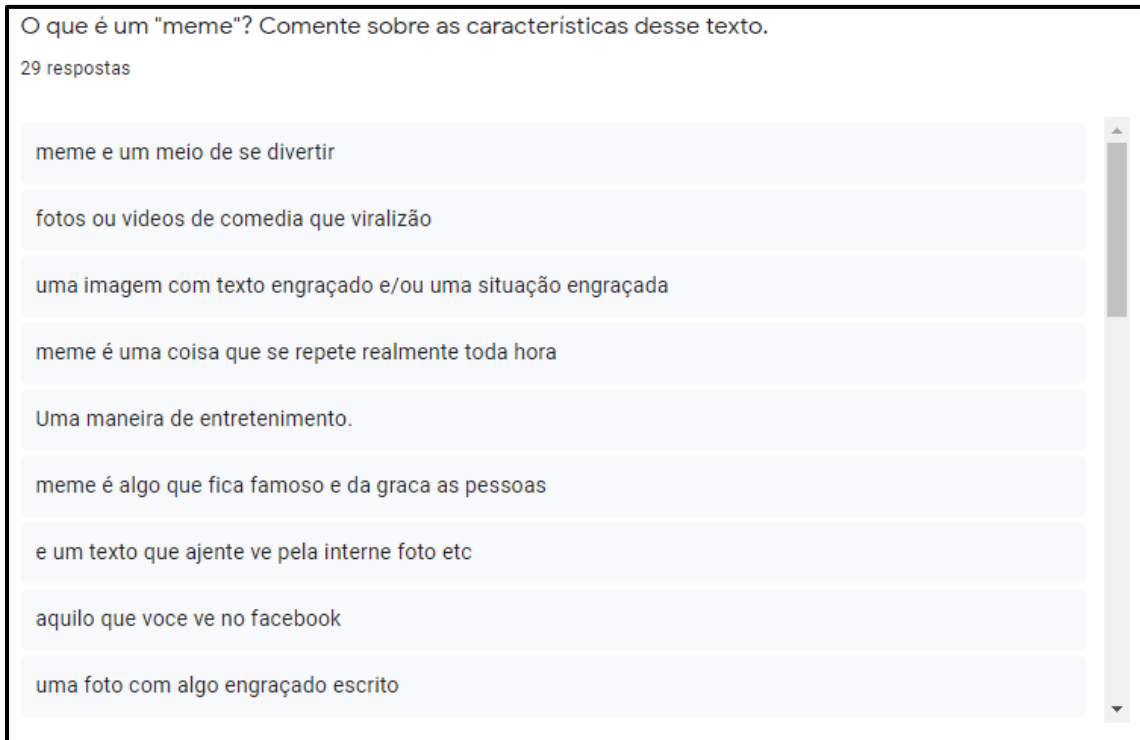 O que é um "meme"? Comente sobre as características desse texto.
29 respostas
meme e um meio de se divertir
fotos ou videos de comedia que viralizão
uma imagem com texto engraçado e/ou uma situação engraçada
meme é uma coisa que se repete realmente toda hora
Uma maneira de entretenimento.
meme é algo que fica famoso e da graca as pessoas
e um texto que ajente ve pela interne foto etc
aquilo que voce ve no facebook
uma foto com algo engraçado escrito